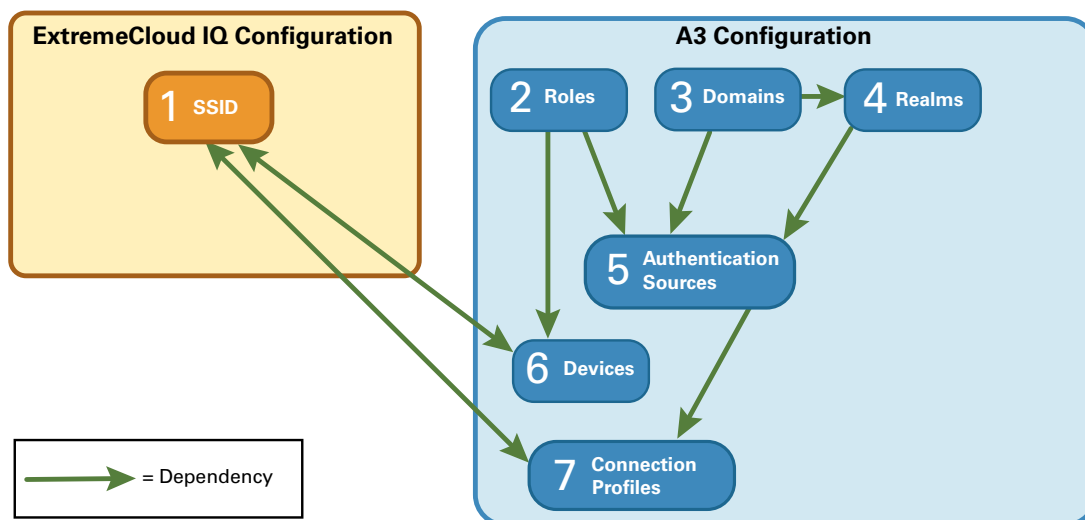 ExtremeCloud IQ Configuration
1 SSID
A3 Configuration
2 Roles
3 Domains
4 Realms
5 Authentication
Sources
6 Devices
7 Connection
Profiles
= Dependency